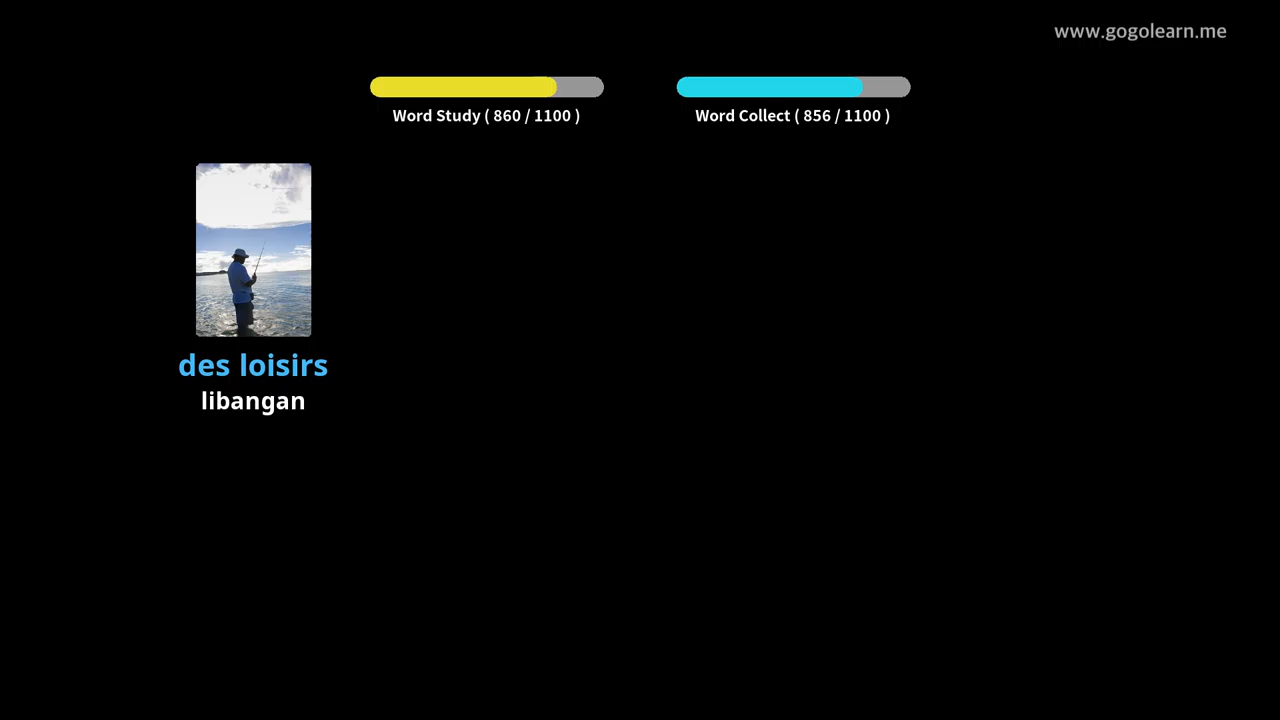 www.gogolearn.me
Word Study ( 860 / 1100 )
Word Collect ( 856 / 1100 )
des loisirs
libangan